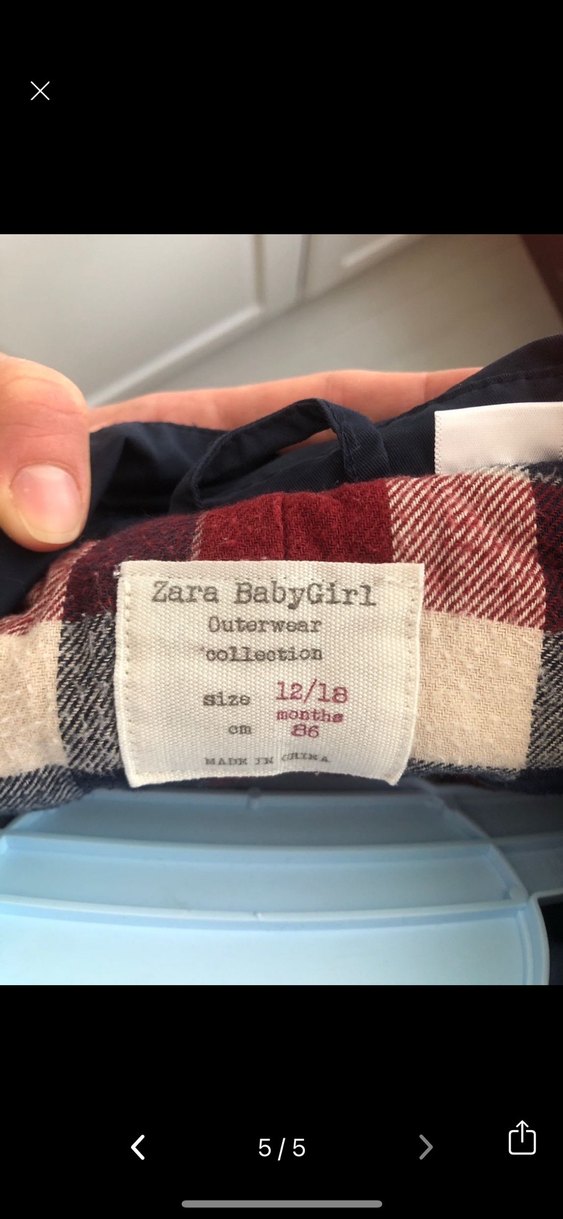 Zara BabyGirl
Outerwear
collection
size 12/18
months
cm 86
MADE IN CHINA
5/5